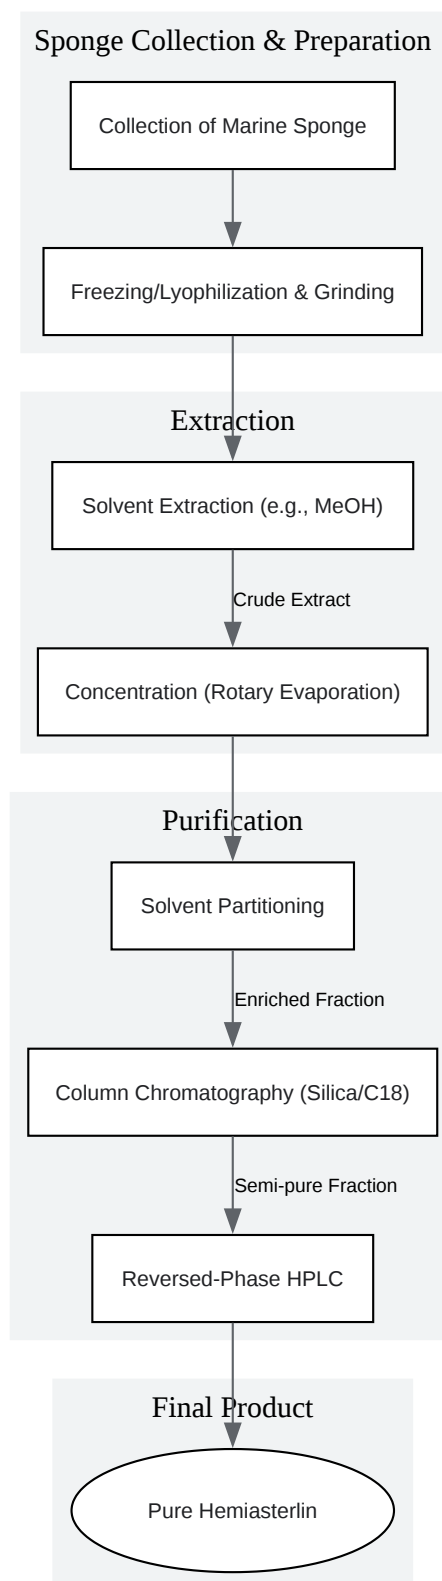 Sponge Collection & Preparation
Collection of Marine Sponge
Freezing/Lyophilization & Grinding
Extraction
Solvent Extraction (e.g., MeOH)
Crude Extract
Concentration (Rotary Evaporation)
Purification
Solvent Partitioning
Enriched Fraction
Column Chromatography (Silica/C18)
Semi-pure Fraction
Reversed-Phase HPLC
Final Product
Pure Hemiasterlin